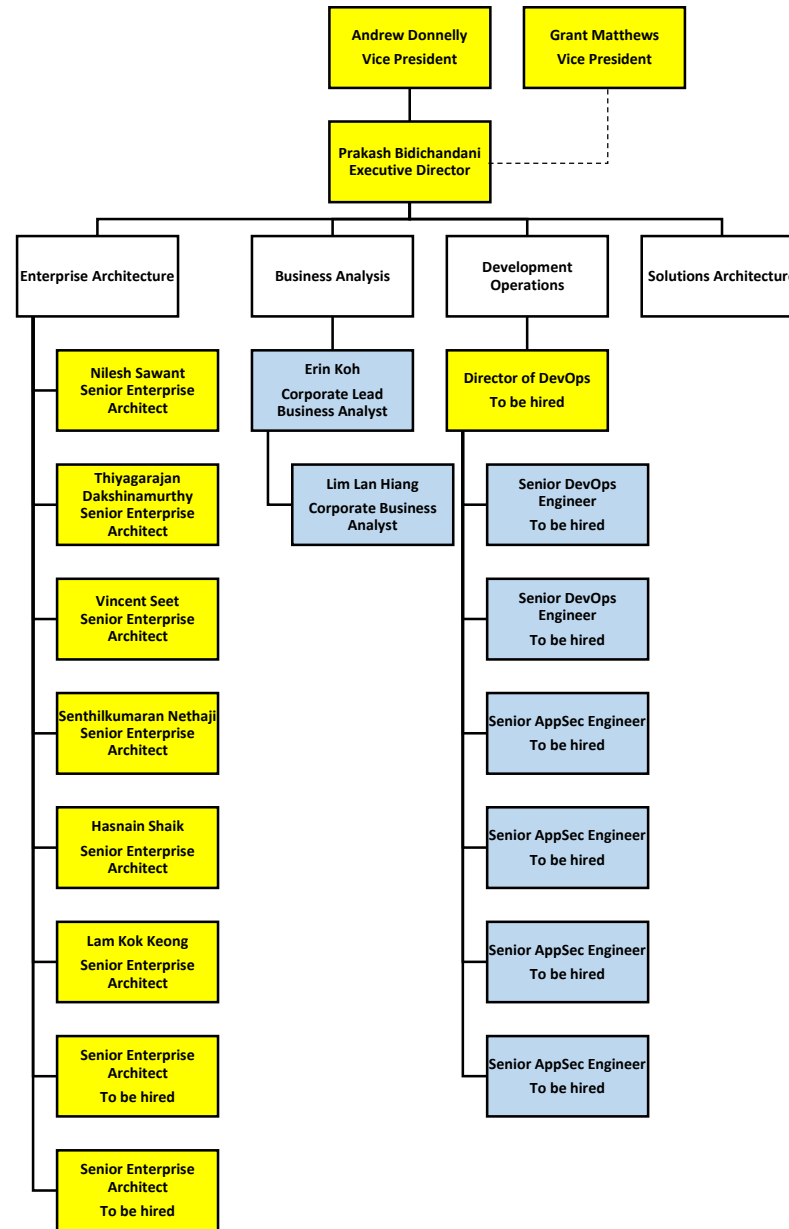 Andrew Donnelly
Vice President
Grant Matthews
Vice President
Prakash Bidichandani
Executive Director
Enterprise Architecture
Business Analysis
Development
Operations
Solutions Architecture
Nilesh Sawant
Senior Enterprise
Architect
Thiyagarajan
Dakshinamurthy
Senior Enterprise
Architect
Vincent Seet
Senior Enterprise
Architect
Senthilkumaran Nethaji
Senior Enterprise
Architect
Hasnain Shaik
Senior Enterprise
Architect
Lam Kok Keong
Senior Enterprise
Architect
Senior Enterprise
Architect
To be hired
Senior Enterprise
Architect
To be hired
Erin Koh
Corporate Lead
Business Analyst
Lim Lan Hiang
Corporate Business
Analyst
Director of DevOps
To be hired
Senior DevOps
Engineer
To be hired
Senior DevOps
Engineer
To be hired
Senior AppSec Engineer
To be hired
Senior AppSec Engineer
To be hired
Senior AppSec Engineer
To be hired
Senior AppSec Engineer
To be hired